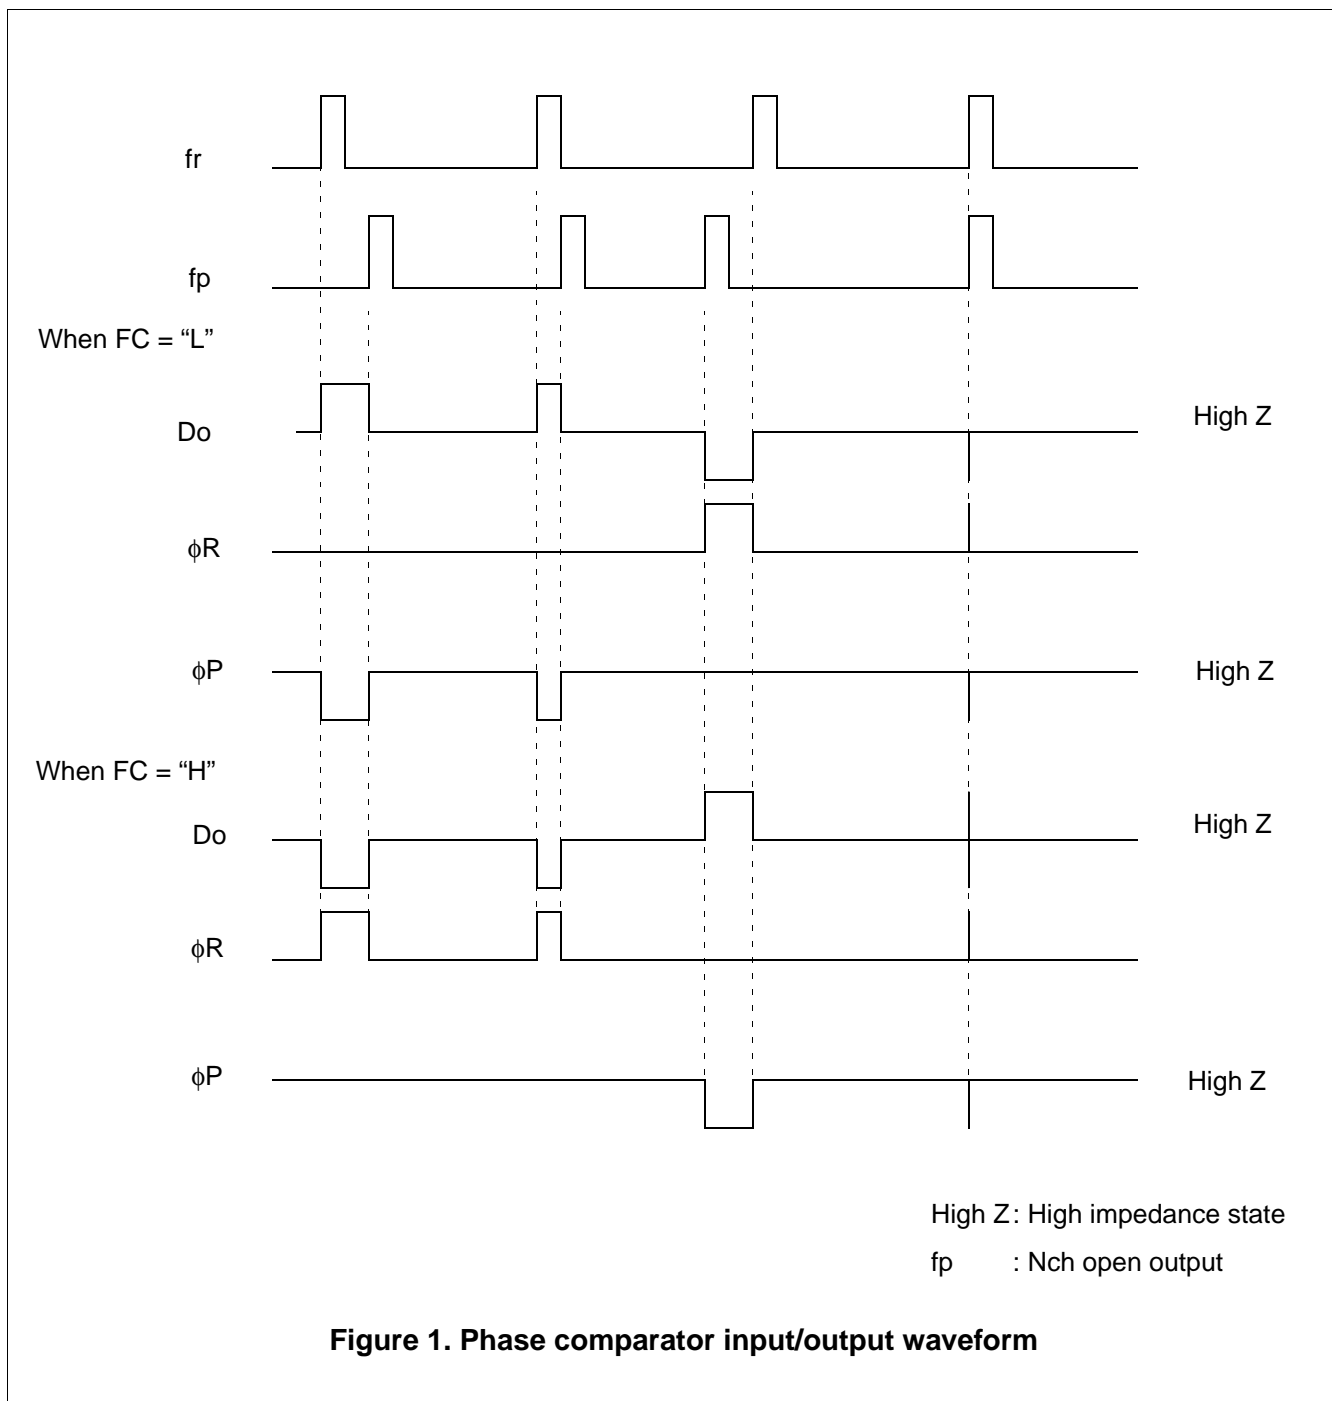 fr
fp
When FC = “L”
Do
High Z
ϕR
ϕP
High Z
When FC = “H”
Do
High Z
ϕR
ϕP
High Z
High Z : High impedance state
fp : Nch open output
Figure 1. Phase comparator input/output waveform